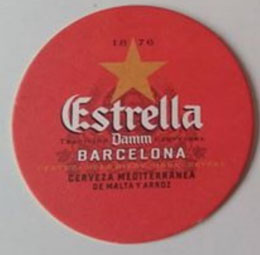 1876
Estrella
Damm
BARCELONA
CERVEZA MEDITERRÁNEA
DE MALTA Y ARROZ